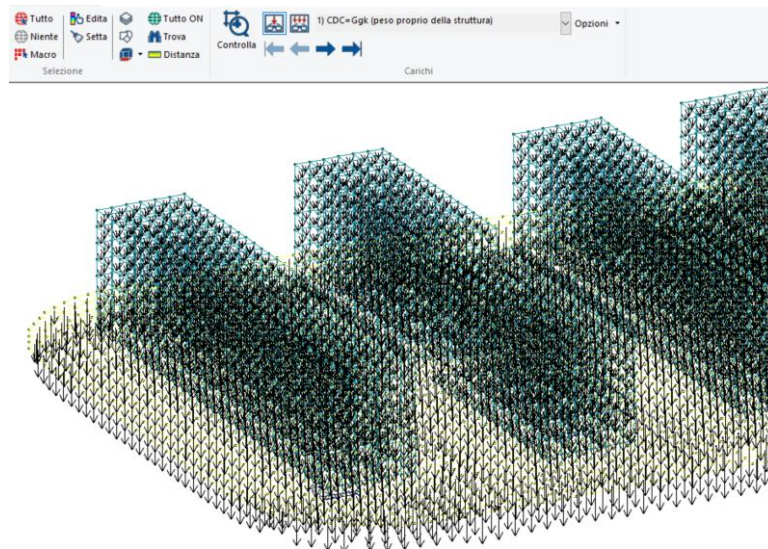 Tutto Edita Tutto ON 1) CDC=Ggk (peso proprio della struttura) Opzioni
Niente Setta Trova Controlla
Macro Distanza
Selezione Carichi